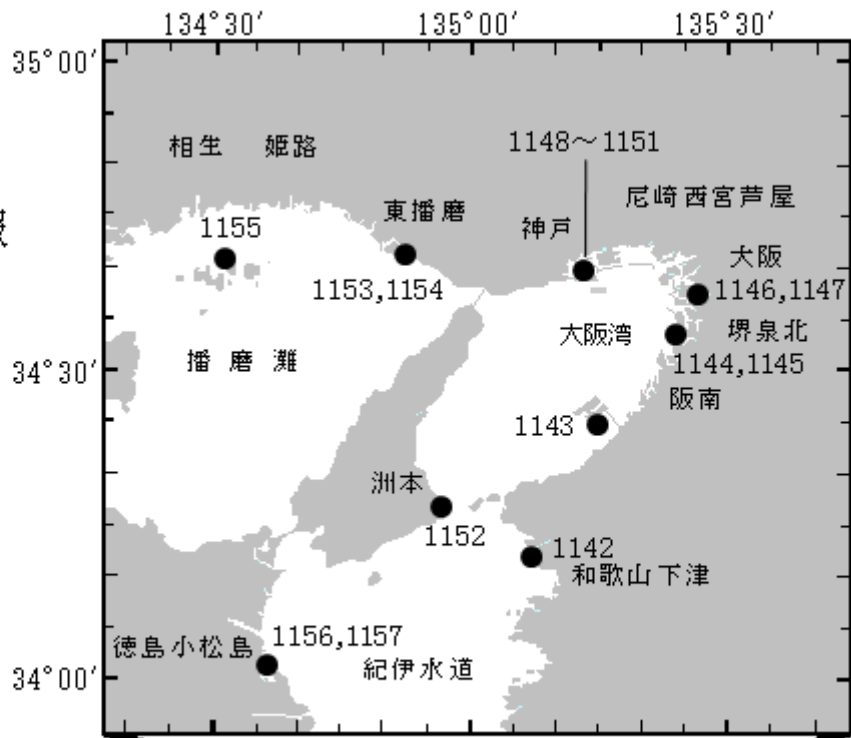 134°30′ 135°00′ 135°30′
35°00′
相生 姫路
1148～1151
尼崎西宮芦屋
東播磨
神戸
1155
大阪
1153,1154
1146,1147
大阪湾
堺泉北
34°30′
播磨灘
1144,1145
阪南
1143
洲本
1152
1142
和歌山下津
1156,1157
徳島小松島
紀伊水道
34°00′